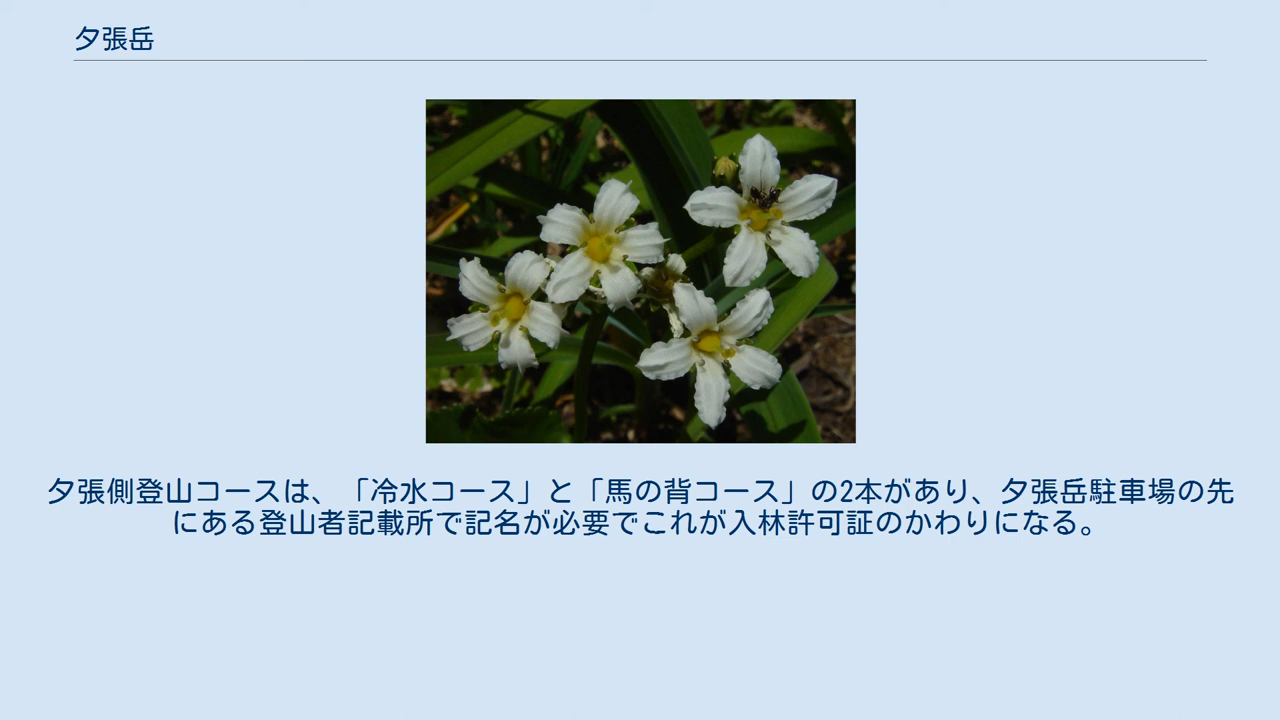 夕張岳
夕張側登山コースは、「冷水コース」と「馬の背コース」の2本があり、夕張岳駐車場の先
にある登山者記載所で記名が必要でこれが入林許可証のかわりになる。